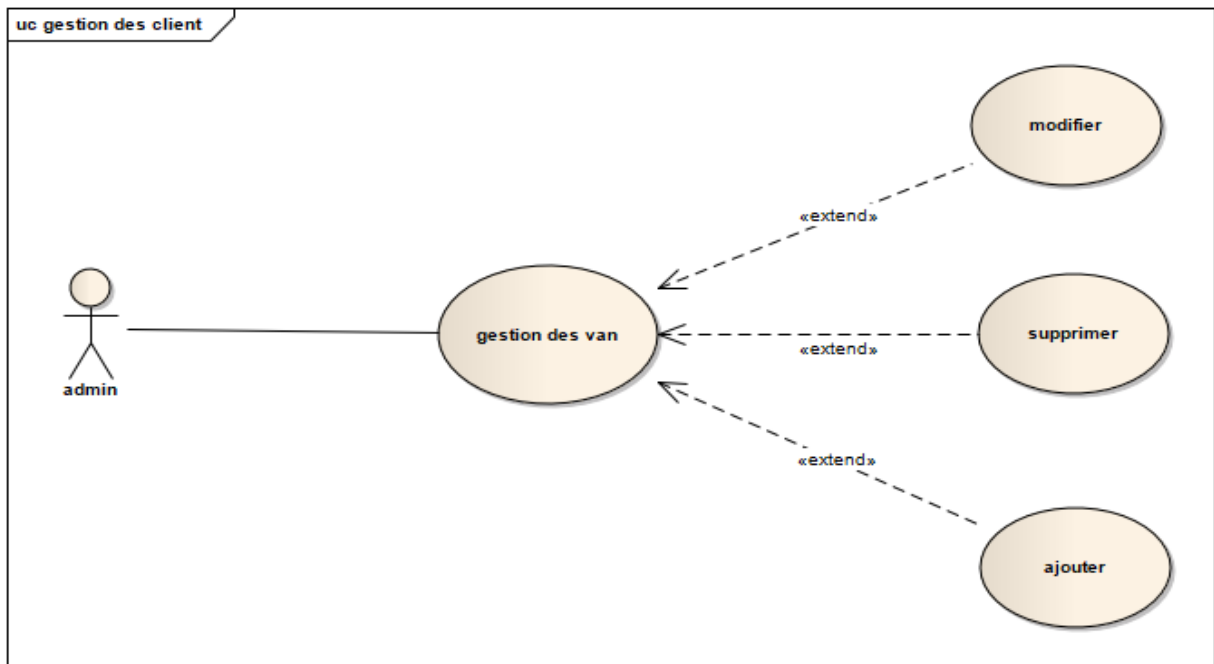 uc gestion des client
modifier
«extend»
gestion des van
supprimer
«extend»
admin
«extend»
ajouter